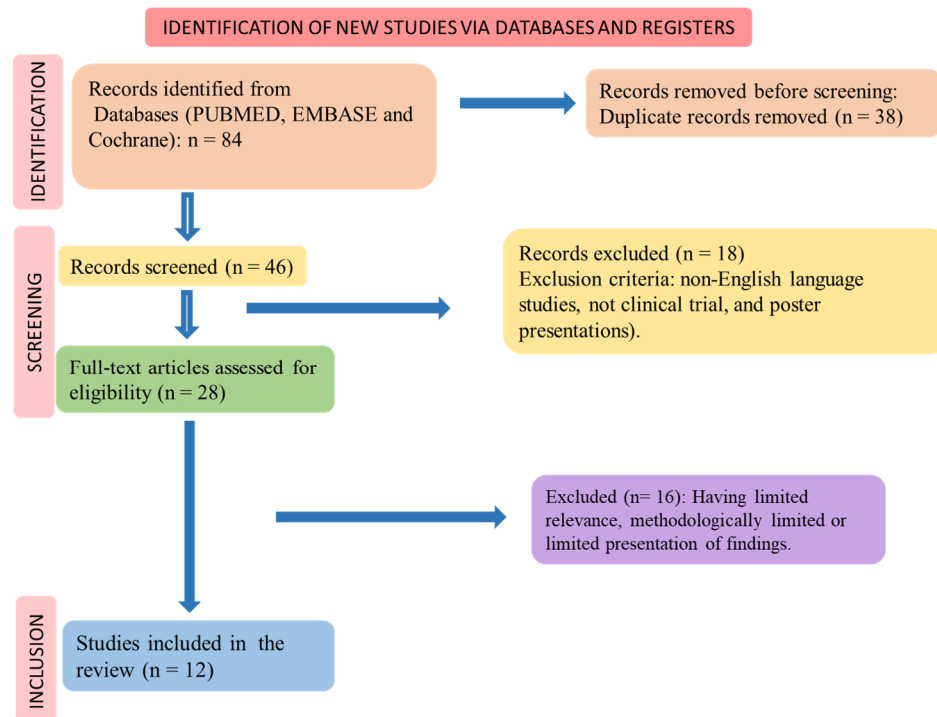 IDENTIFICATION OF NEW STUDIES VIA DATABASES AND REGISTERS
IDENTIFICATION
Records identified from
Databases (PUBMED, EMBASE and
Cochrane): n = 84
Records removed before screening:
Duplicate records removed (n = 38)
SCREENING
Records screened (n = 46)
Records excluded (n = 18)
Exclusion criteria: non-English language
studies, not clinical trial, and poster
presentations).
Full-text articles assessed for
eligibility (n = 28)
Excluded (n= 16): Having limited
relevance, methodologically limited or
limited presentation of findings.
INCLUSION
Studies included in the
review (n = 12)